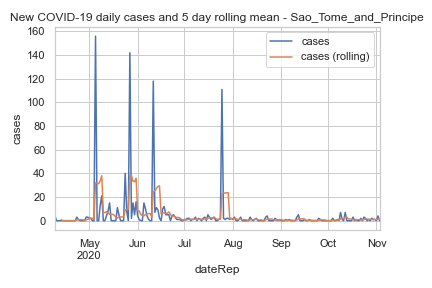 New COVID-19 daily cases and 5 day rolling mean - Sao_Tome_and_Principe
cases
cases (rolling)
160
140
120
100
80
60
40
20
0
cases
May Jun Jul Aug Sep Oct Nov
2020
dateRep